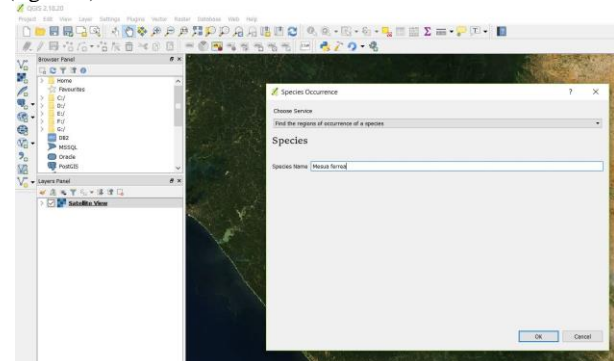 QGIS 2.18.20
Project Edit View Layer Settings Plugins Vector Raster Database Web Help
Browser Panel
Home
Favourites
C:/
D:/
E:/
F:/
G:/
DB2
MSSQL
Oracle
PostGIS
Layers Panel
Satellite View
Species Occurrence
Choose Service
Find the regions of occurrence of a species
Species
Species Name Mesua ferrea
OK Cancel